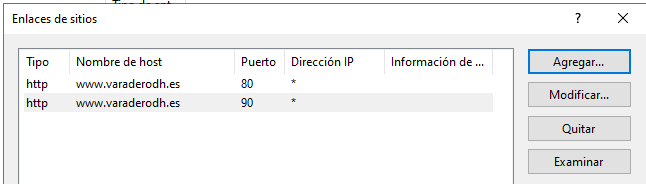 Enlaces de sitios
? ×
Tipo Nombre de host Puerto Dirección IP Información de ...
http www.varaderodh.es 80 *
http www.varaderodh.es 90 *
Agregar...
Modificar...
Quitar
Examinar